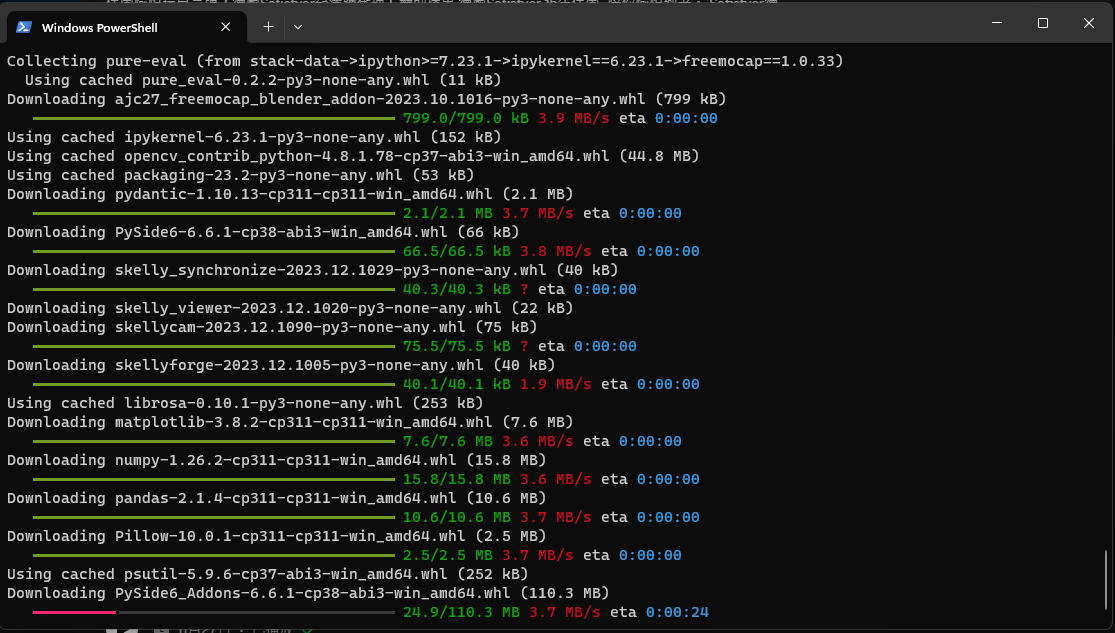 Windows PowerShell
Collecting pure-eval (from stack-data->ipython>=7.23.1->ipykernel==6.23.1->freemocap==1.0.33)
Using cached pure_eval-0.2.2-py3-none-any.whl (11 kB)
Downloading ajc27_freemocap_blender_addon-2023.10.1016-py3-none-any.whl (799 kB)
799.0/799.0 kB 3.9 MB/s eta 0:00:00
Using cached ipykernel-6.23.1-py3-none-any.whl (152 kB)
Using cached opencv_contrib_python-4.8.1.78-cp37-abi3-win_amd64.whl (44.8 MB)
Using cached packaging-23.2-py3-none-any.whl (53 kB)
Downloading pydantic-1.10.13-cp311-cp311-win_amd64.whl (2.1 MB)
2.1/2.1 MB 3.7 MB/s eta 0:00:00
Downloading PySide6-6.6.1-cp38-abi3-win_amd64.whl (66 kB)
66.5/66.5 kB 3.8 MB/s eta 0:00:00
Downloading skelly_synchronize-2023.12.1029-py3-none-any.whl (40 kB)
40.3/40.3 kB ? eta 0:00:00
Downloading skelly_viewer-2023.12.1020-py3-none-any.whl (22 kB)
Downloading skellycam-2023.12.1090-py3-none-any.whl (75 kB)
75.5/75.5 kB ? eta 0:00:00
Downloading skellyforge-2023.12.1005-py3-none-any.whl (40 kB)
40.1/40.1 kB 1.9 MB/s eta 0:00:00
Using cached librosa-0.10.1-py3-none-any.whl (253 kB)
Downloading matplotlib-3.8.2-cp311-cp311-win_amd64.whl (7.6 MB)
7.6/7.6 MB 3.6 MB/s eta 0:00:00
Downloading numpy-1.26.2-cp311-cp311-win_amd64.whl (15.8 MB)
15.8/15.8 MB 3.6 MB/s eta 0:00:00
Downloading pandas-2.1.4-cp311-cp311-win_amd64.whl (10.6 MB)
10.6/10.6 MB 3.7 MB/s eta 0:00:00
Downloading Pillow-10.0.1-cp311-cp311-win_amd64.whl (2.5 MB)
2.5/2.5 MB 3.7 MB/s eta 0:00:00
Using cached psutil-5.9.6-cp37-abi3-win_amd64.whl (252 kB)
Downloading PySide6_Addons-6.6.1-cp38-abi3-win_amd64.whl (110.3 MB)
24.9/110.3 MB 3.7 MB/s eta 0:00:24